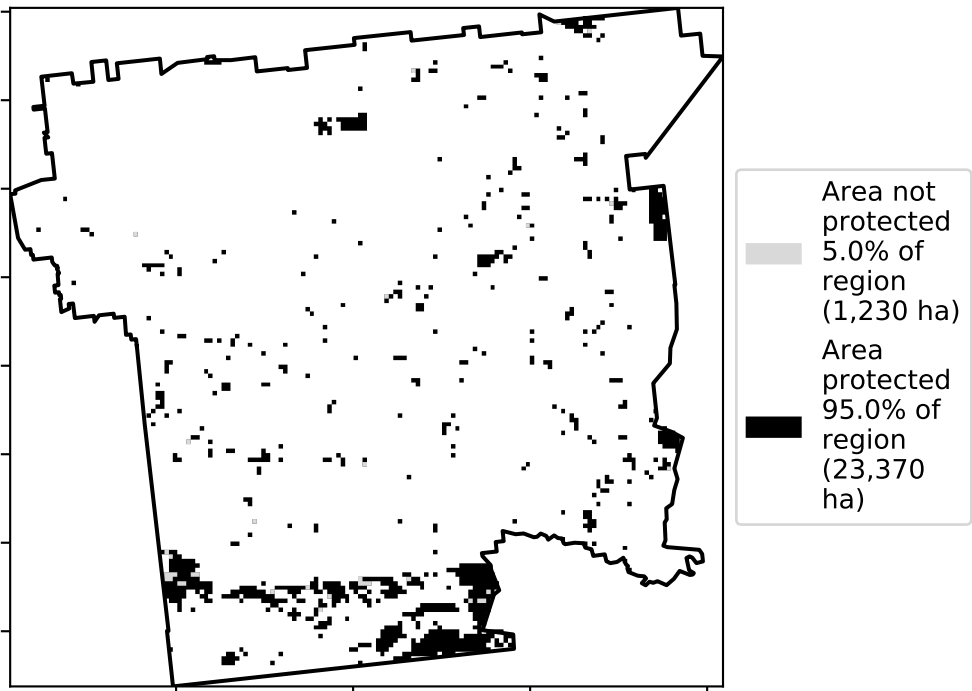 Area not
protected
5.0% of
region
(1,230 ha)
Area
protected
95.0% of
region
(23,370
ha)